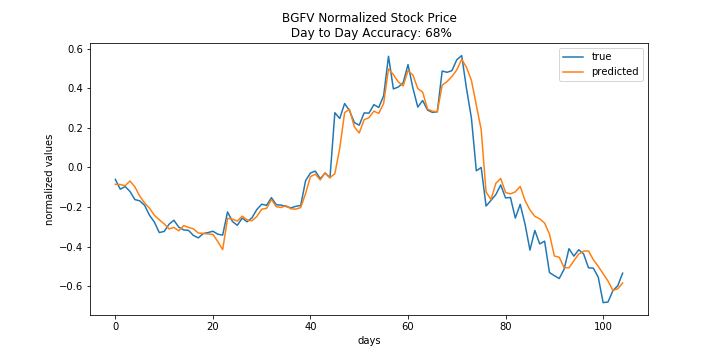 BGFV Normalized Stock Price
Day to Day Accuracy: 68%
true
predicted
normalized values
0.6
0.4
0.2
0.0
−0.2
−0.4
−0.6
0 20 40 60 80 100
days